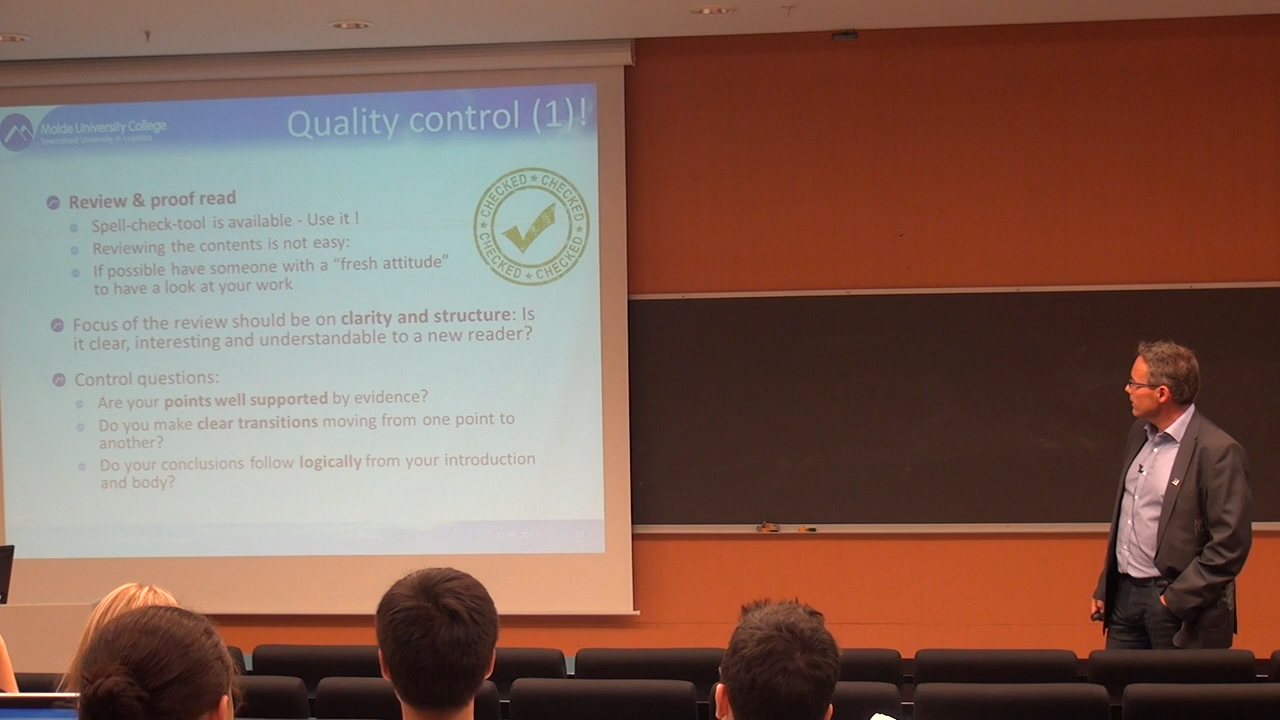 Molde University College
Specialized University in Logistics
Quality control (1)!
Review & proof read
Spell-check-tool is available - Use it !
Reviewing the contents is not easy:
If possible have someone with a “fresh attitude”
to have a look at your work
CHECKED ★ CHECKED ★ CHECKED ★ CHECKED ★
Focus of the review should be on clarity and structure: Is
it clear, interesting and understandable to a new reader?
Control questions:
Are your points well supported by evidence?
Do you make clear transitions moving from one point to
another?
Do your conclusions follow logically from your introduction
and body?